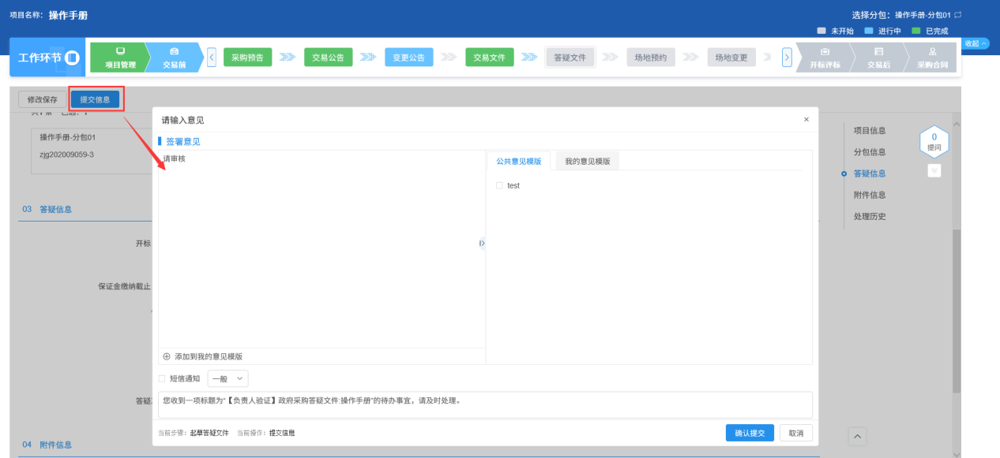 项目名称: 操作手册
选择分包: 操作手册-分包01
未开始 进行中 已完成
工作环节 项目管理 交易前 采购预告 交易公告 变更公告 交易文件 答疑文件 场地预约 场地变更 开标评标 交易后 采购合同 收起
修改保存 提交信息
请输入意见 ×
操作手册-分包01
zjg202009059-3
签署意见
请审核
公共意见模版 我的意见模版
test
项目信息
分包信息
答疑信息
附件信息
处理历史
0
提问
03 答疑信息
开标
保证金缴纳截止
添加到我的意见模版
短信通知 一般
答疑
您收到一项标题为"【负责人验证】政府采购答疑文件:操作手册"的待办事宜，请及时处理。
当前步骤: 起草答疑文件 当前操作: 提交信息
确认提交 取消
04 附件信息